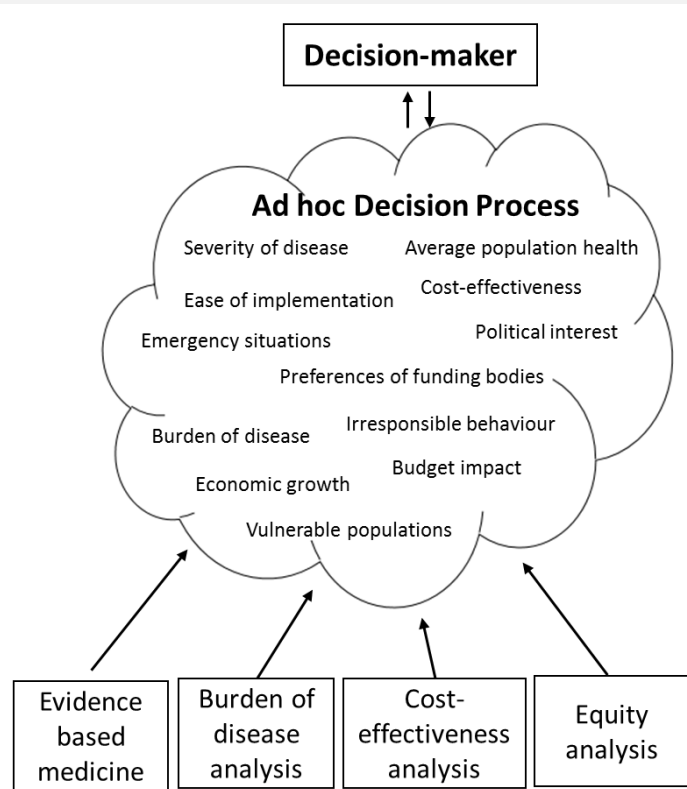 Decision-maker
Ad hoc Decision Process
Severity of disease
Average population health
Ease of implementation
Cost-effectiveness
Emergency situations
Political interest
Preferences of funding bodies
Burden of disease
Irresponsible behaviour
Economic growth
Budget impact
Vulnerable populations
Evidence
based
medicine
Burden of
disease
analysis
Cost-
effectiveness
analysis
Equity
analysis